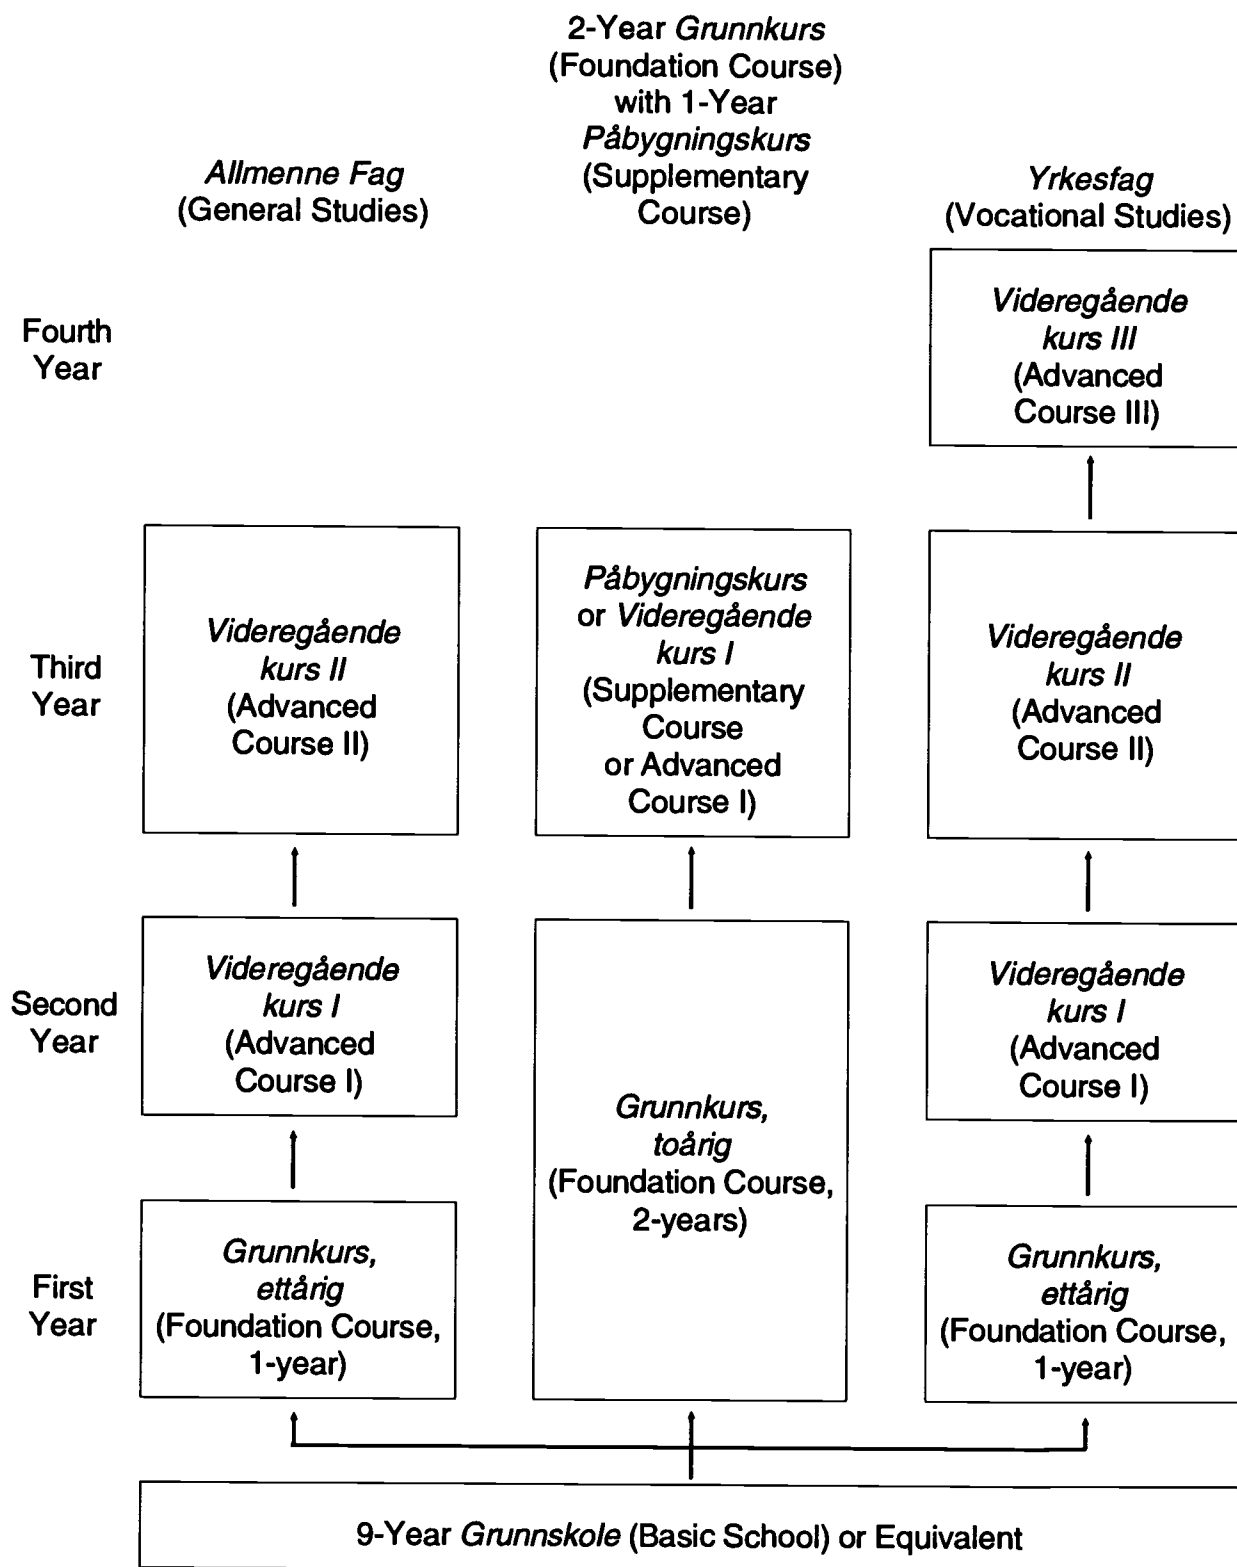 2-Year Grunnkurs
(Foundation Course)
with 1-Year
Påbygningskurs
(Supplementary
Course)
Allmenne Fag
(General Studies)
Yrkesfag
(Vocational Studies)
Fourth
Year
Videregående
kurs III
(Advanced
Course III)
Third
Year
Videregående
kurs II
(Advanced
Course II)
Påbygningskurs
or Videregående
kurs I
(Supplementary
Course
or Advanced
Course I)
Videregående
kurs II
(Advanced
Course II)
Second
Year
Videregående
kurs I
(Advanced
Course I)
Grunnkurs,
toårig
(Foundation Course,
2-years)
Videregående
kurs I
(Advanced
Course I)
First
Year
Grunnkurs,
ettårig
(Foundation Course,
1-year)
Grunnkurs,
ettårig
(Foundation Course,
1-year)
9-Year Grunnskole (Basic School) or Equivalent